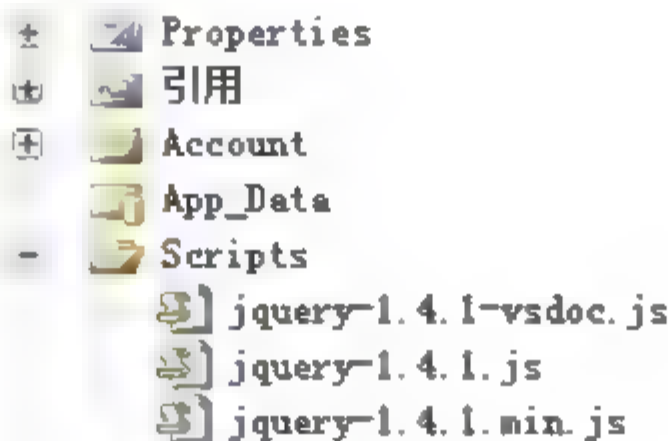 Properties
引用
Account
App_Data
Scripts
jquery-1.4.1-vsdoc.js
jquery-1.4.1.js
jquery-1.4.1.min.js